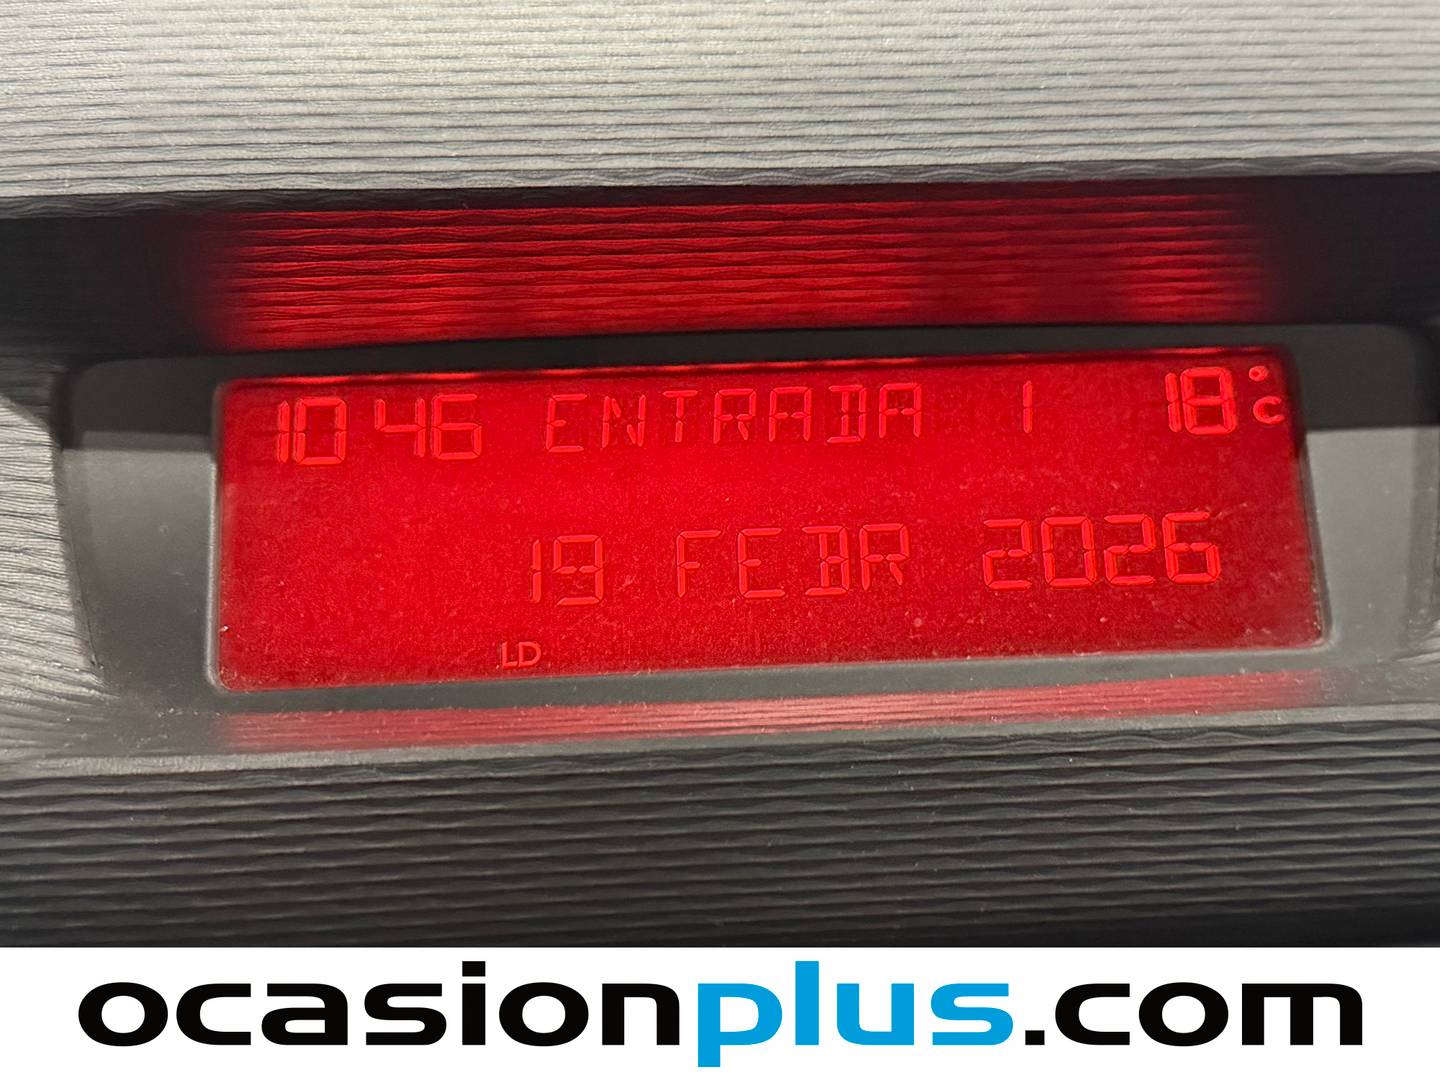 10 46 ENTRADA 1 18°C
19 FEBR 2026
LD
ocasionplus.com